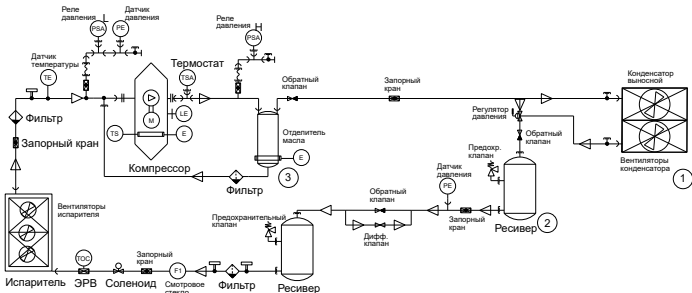 Реле
давления
Датчик
давления
PSA
L
PE
Реле
давления
PSA
H
Датчик
температуры
TE
Термостат
TSA
Обратный
клапан
Запорный
кран
Конденсатор
выносной
Регулятор
давления
Обратный
клапан
Фильтр
Запорный кран
M
LE
TS
E
Компрессор
Отделитель
масла
E
3
Фильтр
Вентиляторы
конденсатора
1
Предохр.
клапан
Датчик
давления
PE
Обратный
клапан
Запорный
кран
Ресивер
2
Дифф.
клапан
Вентиляторы
испарителя
Предохранительный
клапан
Испаритель
TOC
ЭРВ
Соленоид
Запорный
кран
F1
Смотровое
стекло
Фильтр
Ресивер